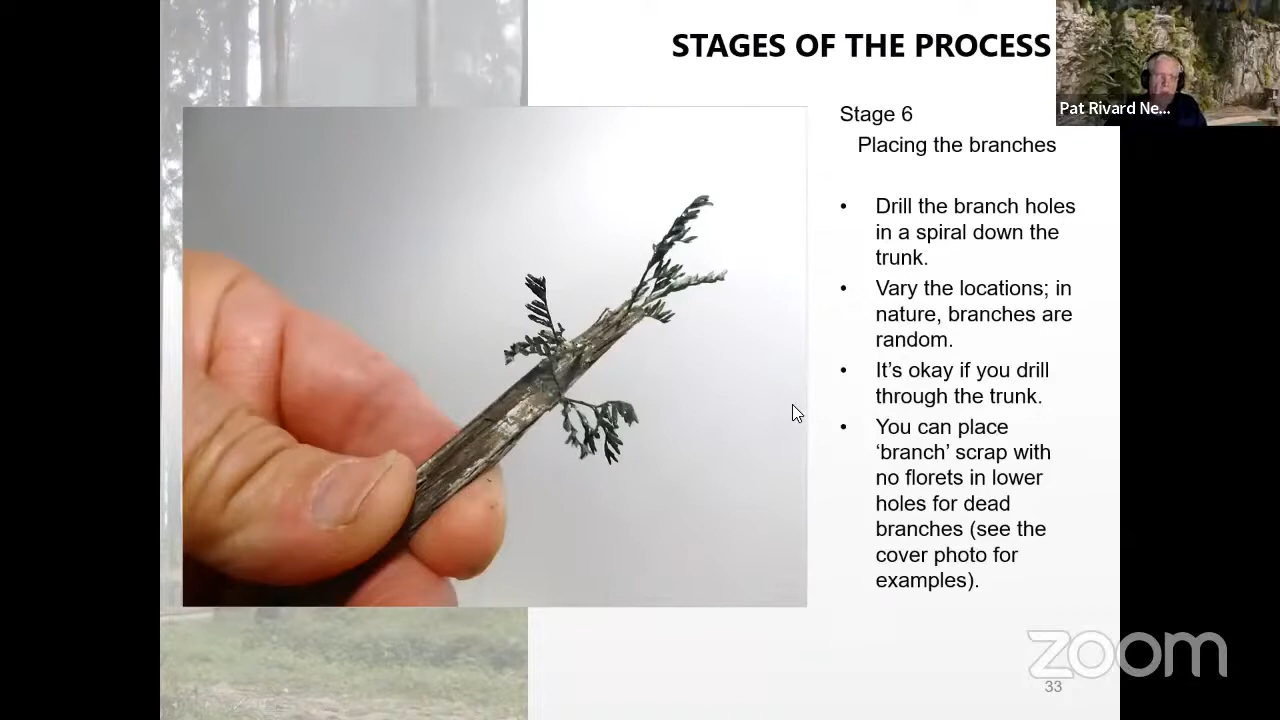 STAGES OF THE PROCESS
Pat Rivard Ne...
Stage 6
Placing the branches
• Drill the branch holes
in a spiral down the
trunk.
• Vary the locations; in
nature, branches are
random.
• It’s okay if you drill
through the trunk.
• You can place
‘branch’ scrap with
no florets in lower
holes for dead
branches (see the
cover photo for
examples).
zoom
33